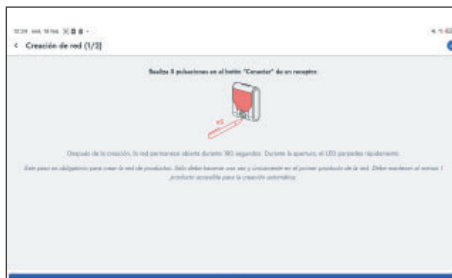 Creación de red (1/2)
Realiza 5 pulsaciones en el botón "Conectar" de un receptor
x5
Después de la creación, la red permanece abierta durante 180 segundos. Durante la apertura, el LED parpadea rápidamente.
Este paso es obligatorio para crear la red de productos. Sólo debe hacerse una vez y únicamente en el primer producto de la red. Debe mantener al menos 1
producto accesible para la creación automática.